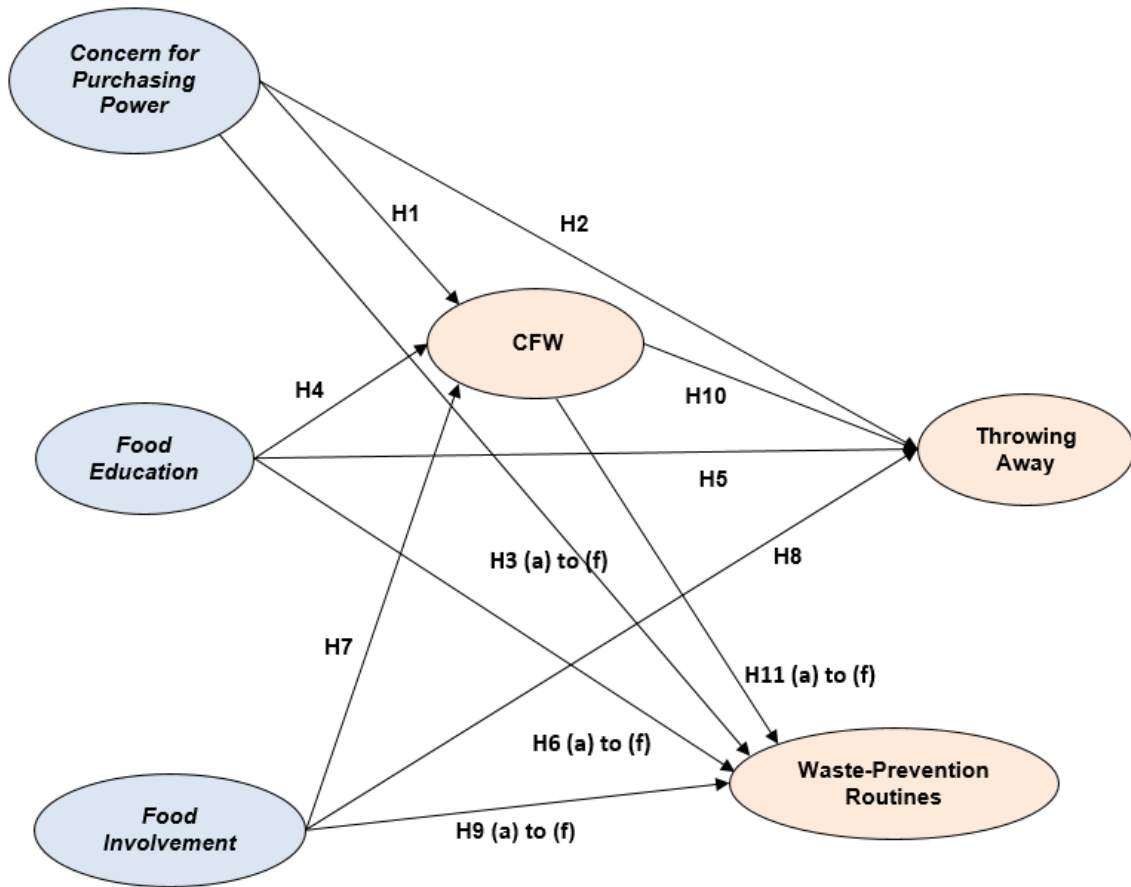 Concern for
Purchasing
Power
H1
H2
CFW
H4
H10
Food
Education
Throwing
Away
H5
H3 (a) to (f)
H8
H7
H11 (a) to (f)
H6 (a) to (f)
Waste-Prevention
Routines
Food
Involvement
H9 (a) to (f)